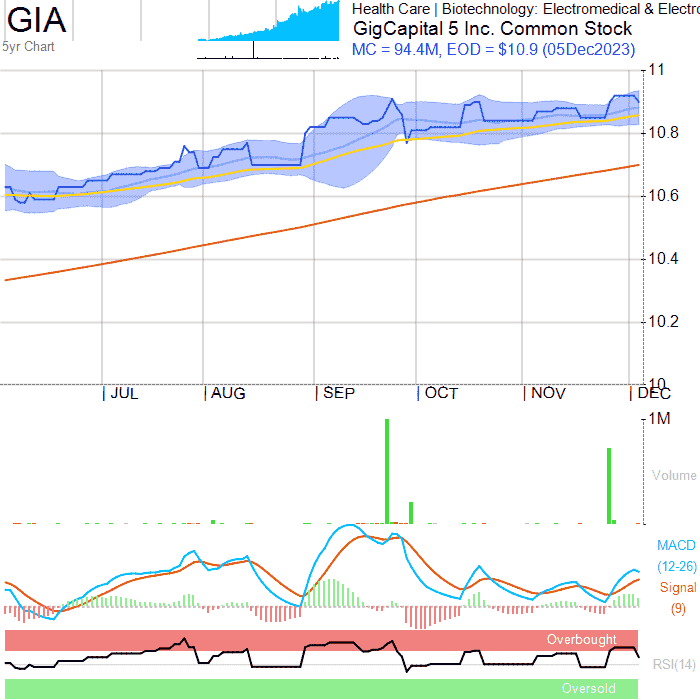 GIA
5yr Chart
Health Care | Biotechnology: Electromedical & Electro
GigCapital 5 Inc. Common Stock
MC = 94.4M, EOD = $10.9 (05Dec2023)
11
10.8
10.6
10.4
10.2
10
JUL AUG SEP OCT NOV DEC
1M
Volume
MACD
(12-26)
Signal
(9)
Overbought
RSI(14)
Oversold